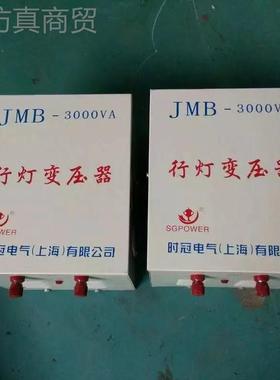 方真商贸
JMB - 3000VA
行灯变压器
SGPOWER
时冠电气(上海)有限公司
JMB - 3000V
行灯变压器
SGPOWER
时冠电气(上海)有限